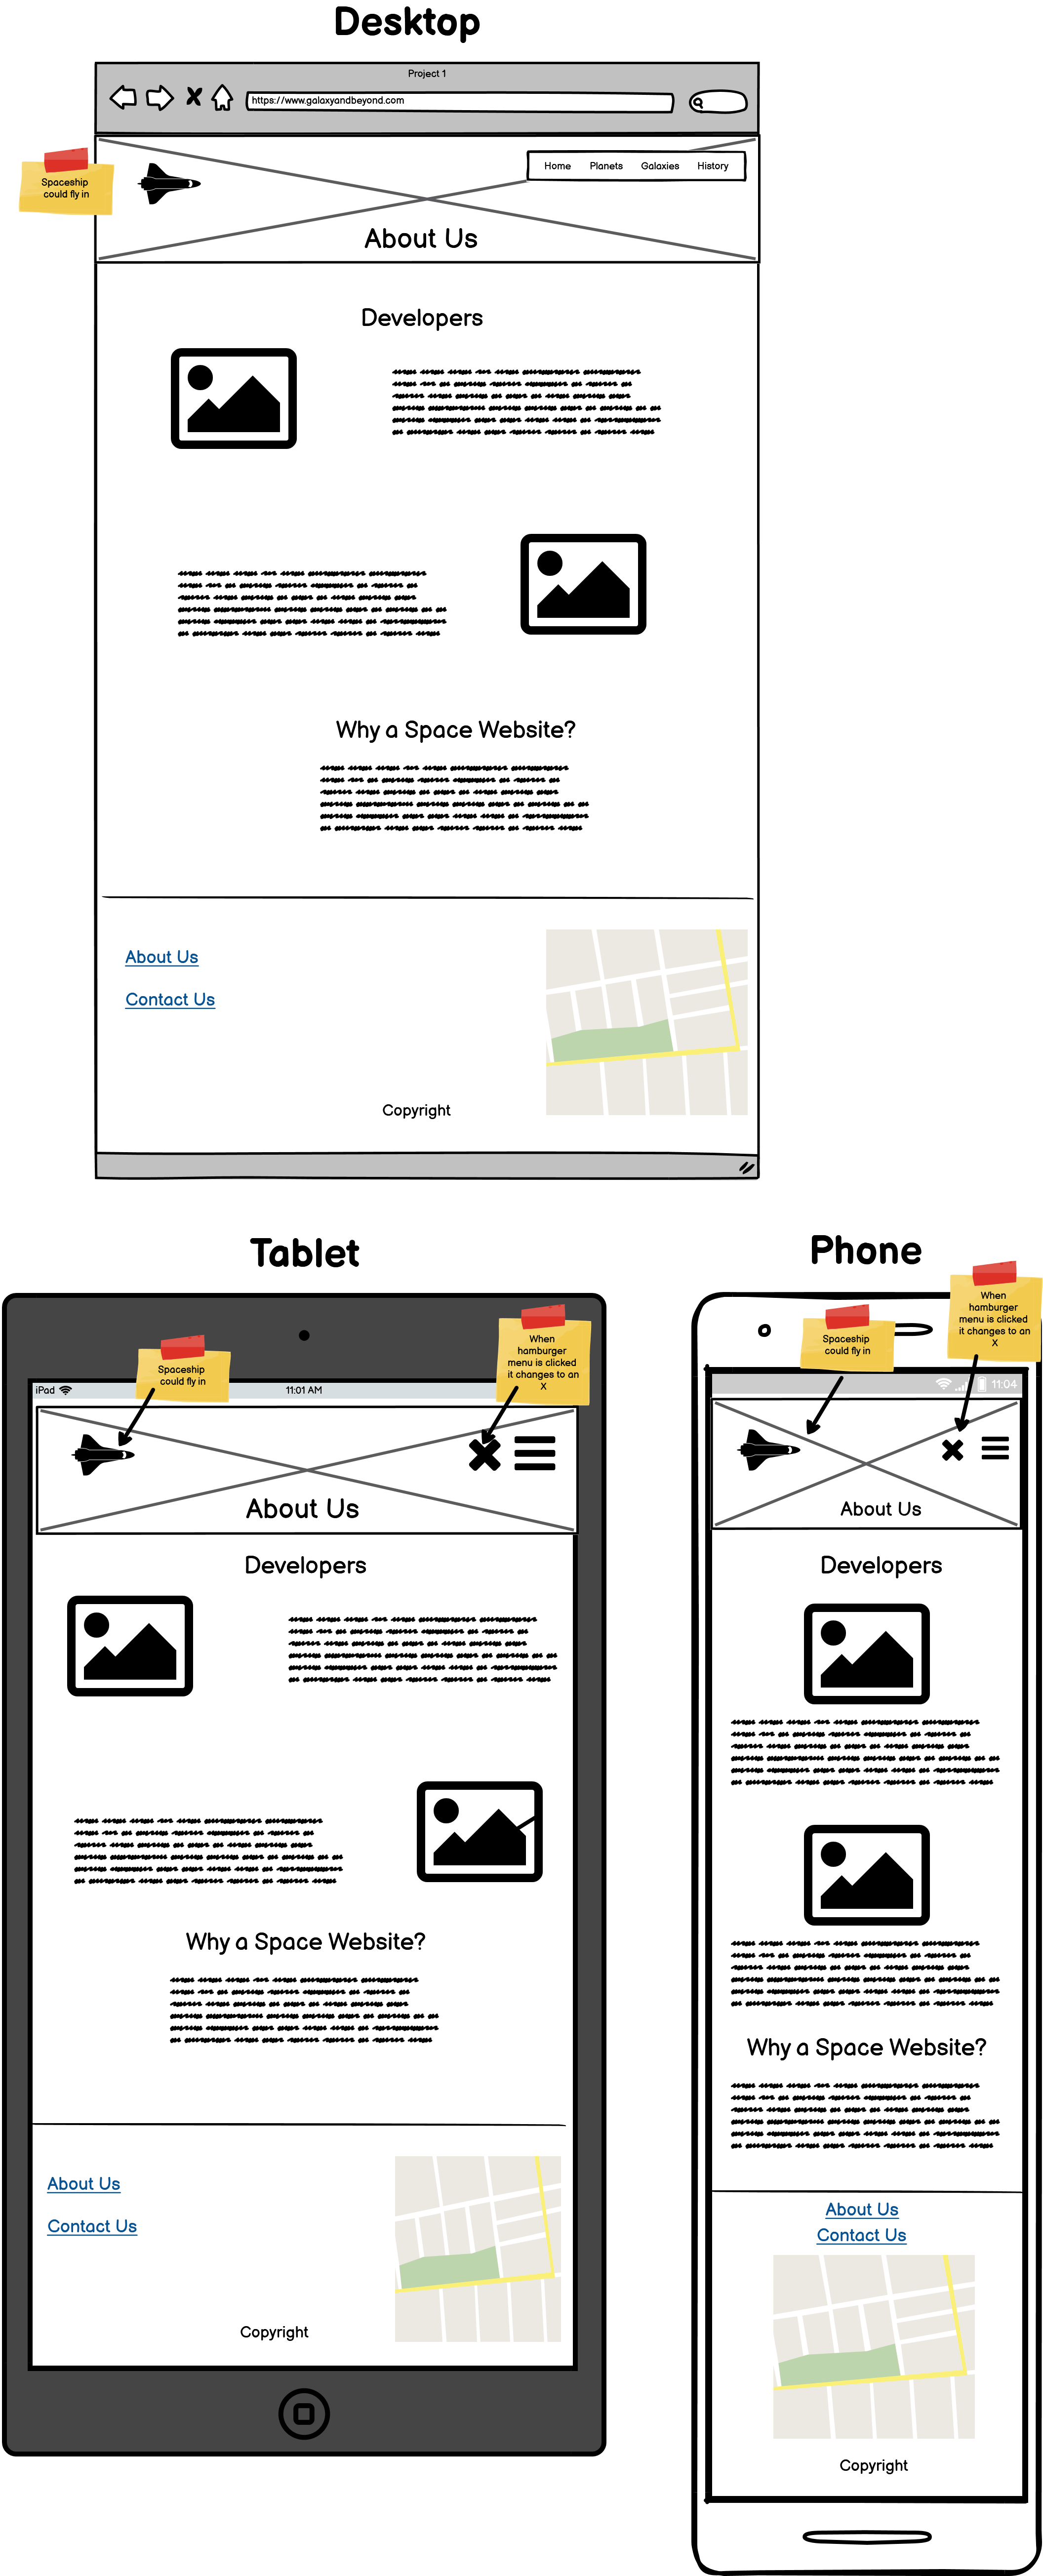 Desktop
Project 1
https://www.galaxyandbeyond.com
Spaceship
could fly in
Home Planets Galaxies History
About Us
Developers
Why a Space Website?
About Us
Contact Us
Copyright
Tablet
Spaceship
could fly in
When
hamburger
menu is clicked
it changes to an
X
iPad 11:01 AM
About Us
Developers
Why a Space Website?
About Us
Contact Us
Copyright
Phone
Spaceship
could fly in
When
hamburger
menu is clicked
it changes to an
X
11:04
About Us
Developers
Why a Space Website?
About Us
Contact Us
Copyright